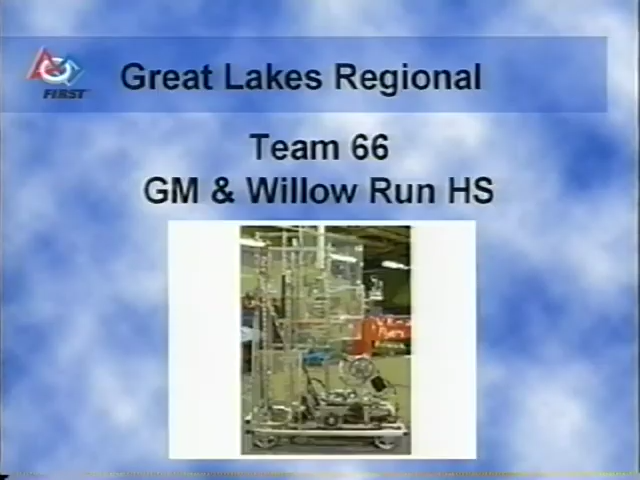 FIRST
Great Lakes Regional
Team 66
GM & Willow Run HS